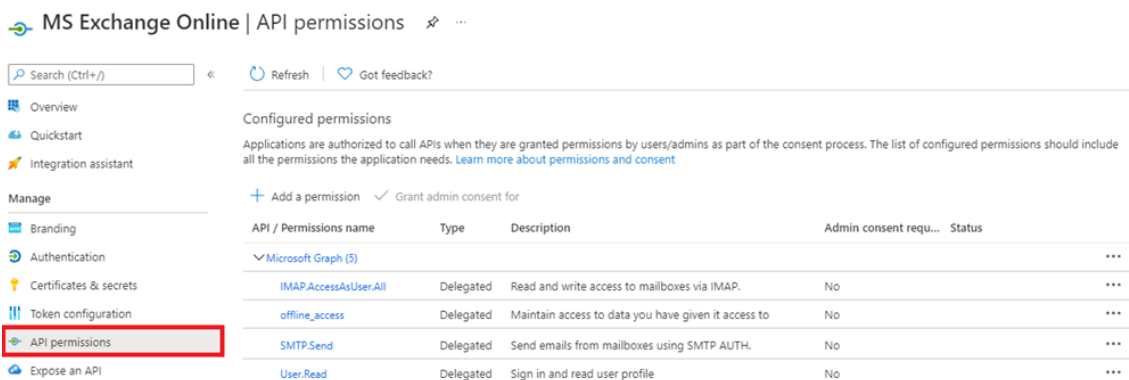 MS Exchange Online | API permissions
Search (Ctrl+/)
«
Refresh
Got feedback?
Overview
Quickstart
Integration assistant
Manage
Branding
Authentication
Certificates & secrets
Token configuration
API permissions
Expose an API
Configured permissions
Applications are authorized to call APIs when they are granted permissions by users/admins as part of the consent process. The list of configured permissions should include
all the permissions the application needs. Learn more about permissions and consent
Add a permission Grant admin consent for
API / Permissions name Type Description Admin consent requ... Status
Microsoft Graph (5)
IMAP.AccessAsUser.All Delegated Read and write access to mailboxes via IMAP. No
offline_access Delegated Maintain access to data you have given it access to No
SMTP.Send Delegated Send emails from mailboxes using SMTP AUTH. No
User.Read Delegated Sign in and read user profile No